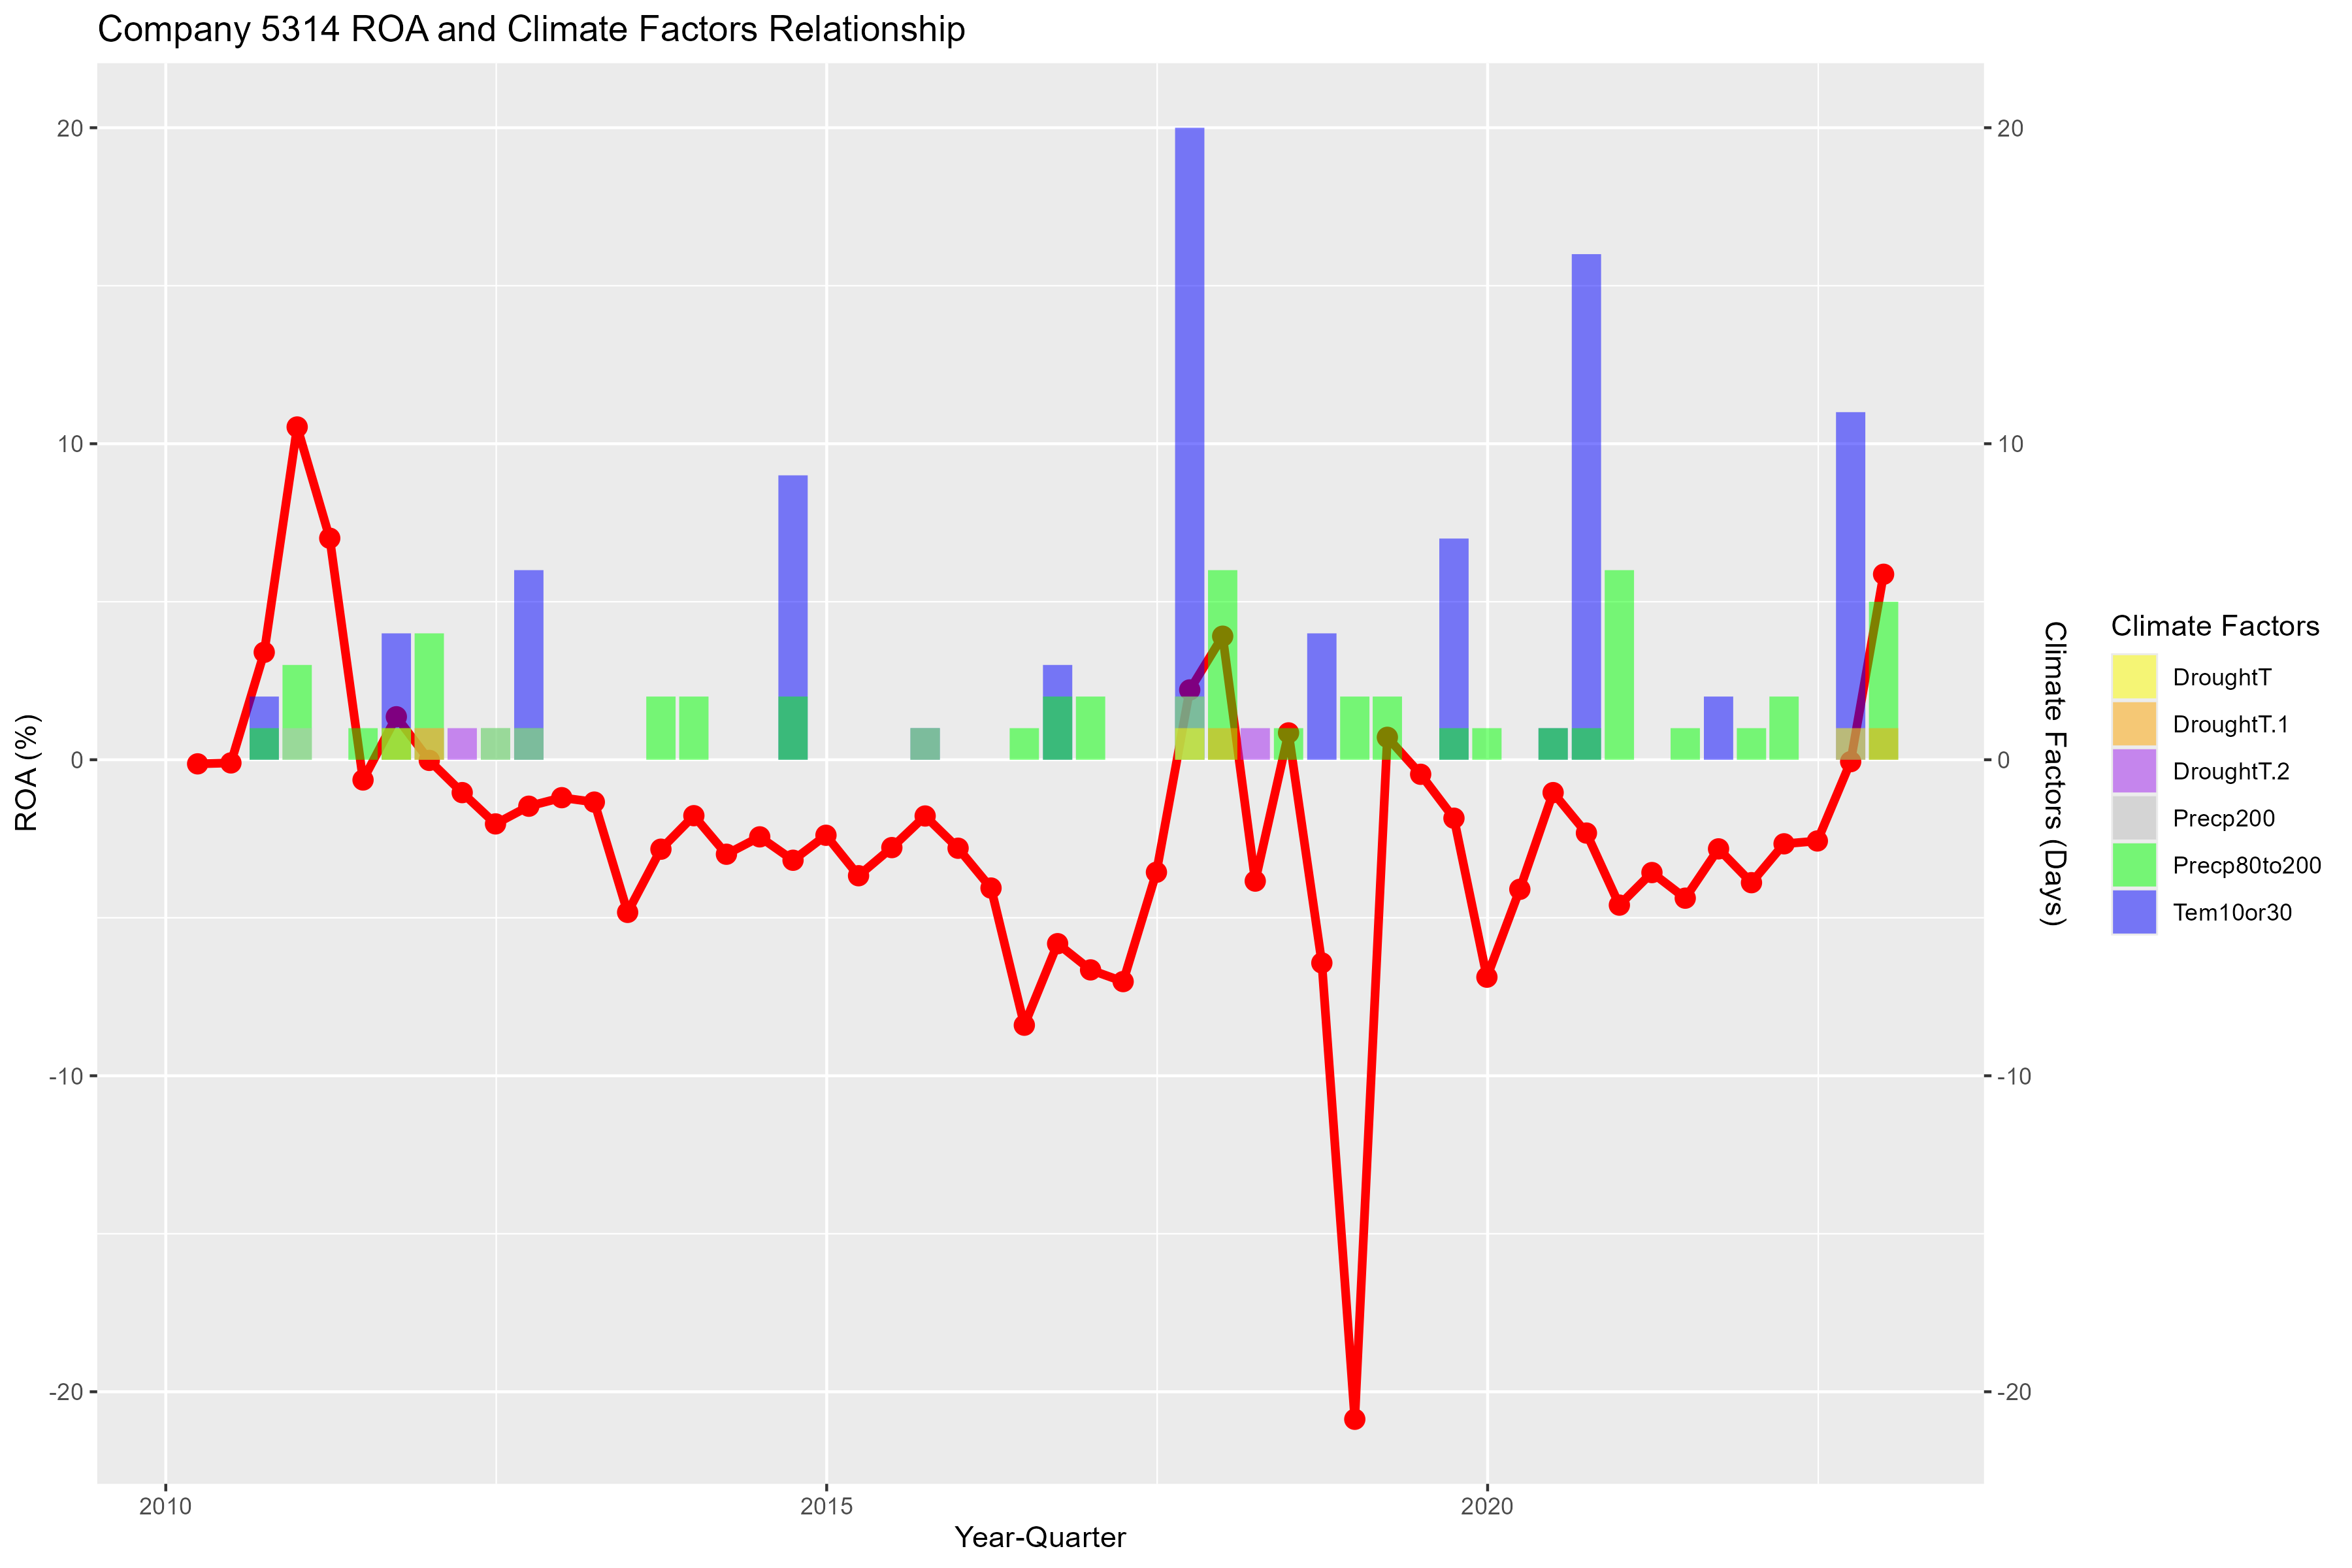 Company 5314 ROA and Climate Factors Relationship
20
10
0
-10
-20
ROA (%)
20
10
0
-10
-20
Climate Factors (Days)
2010
2015
2020
Year-Quarter
Climate Factors
DroughtT
DroughtT.1
DroughtT.2
Precp200
Precp80to200
Tem10or30